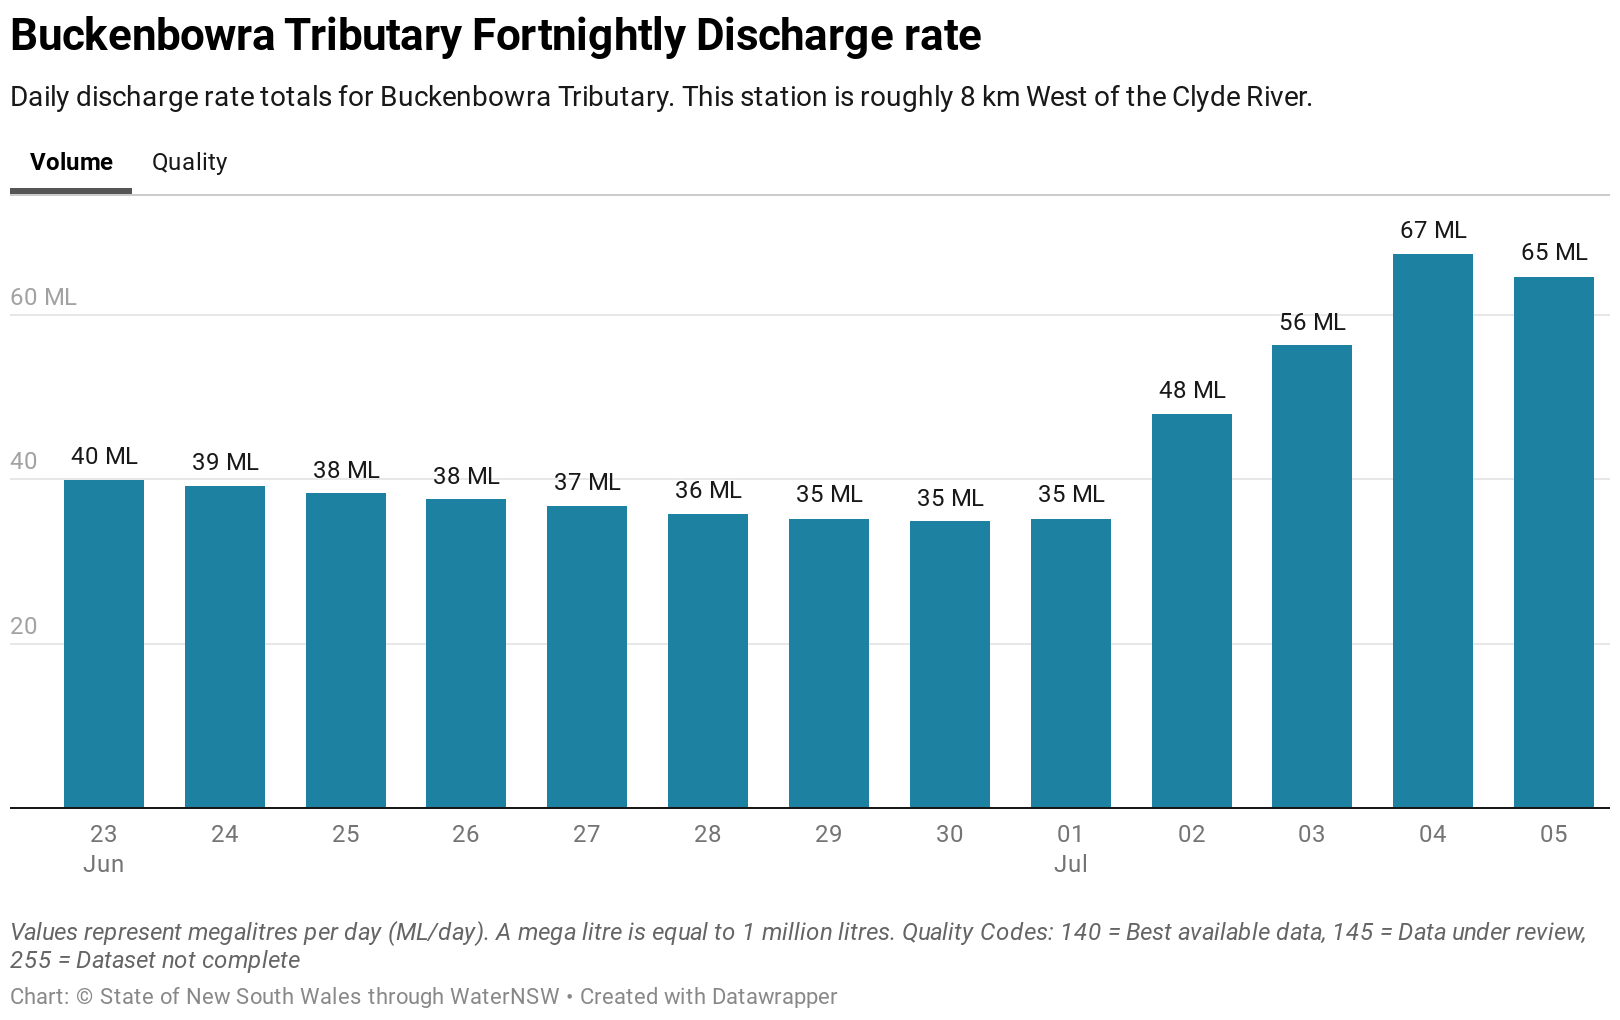 Buckenbowra Tributary Fortnightly Discharge rate
Daily discharge rate totals for Buckenbowra Tributary. This station is roughly 8 km West of the Clyde River.
Volume Quality
67 ML
65 ML
60 ML
56 ML
48 ML
40 40 ML 39 ML 38 ML 38 ML 37 ML 36 ML 35 ML 35 ML 35 ML
20
23 24 25 26 27 28 29 30 01 02 03 04 05
Jun Jul
Values represent megalitres per day (ML/day). A mega litre is equal to 1 million litres. Quality Codes: 140 = Best available data, 145 = Data under review,
255 = Dataset not complete
Chart: © State of New South Wales through WaterNSW • Created with Datawrapper